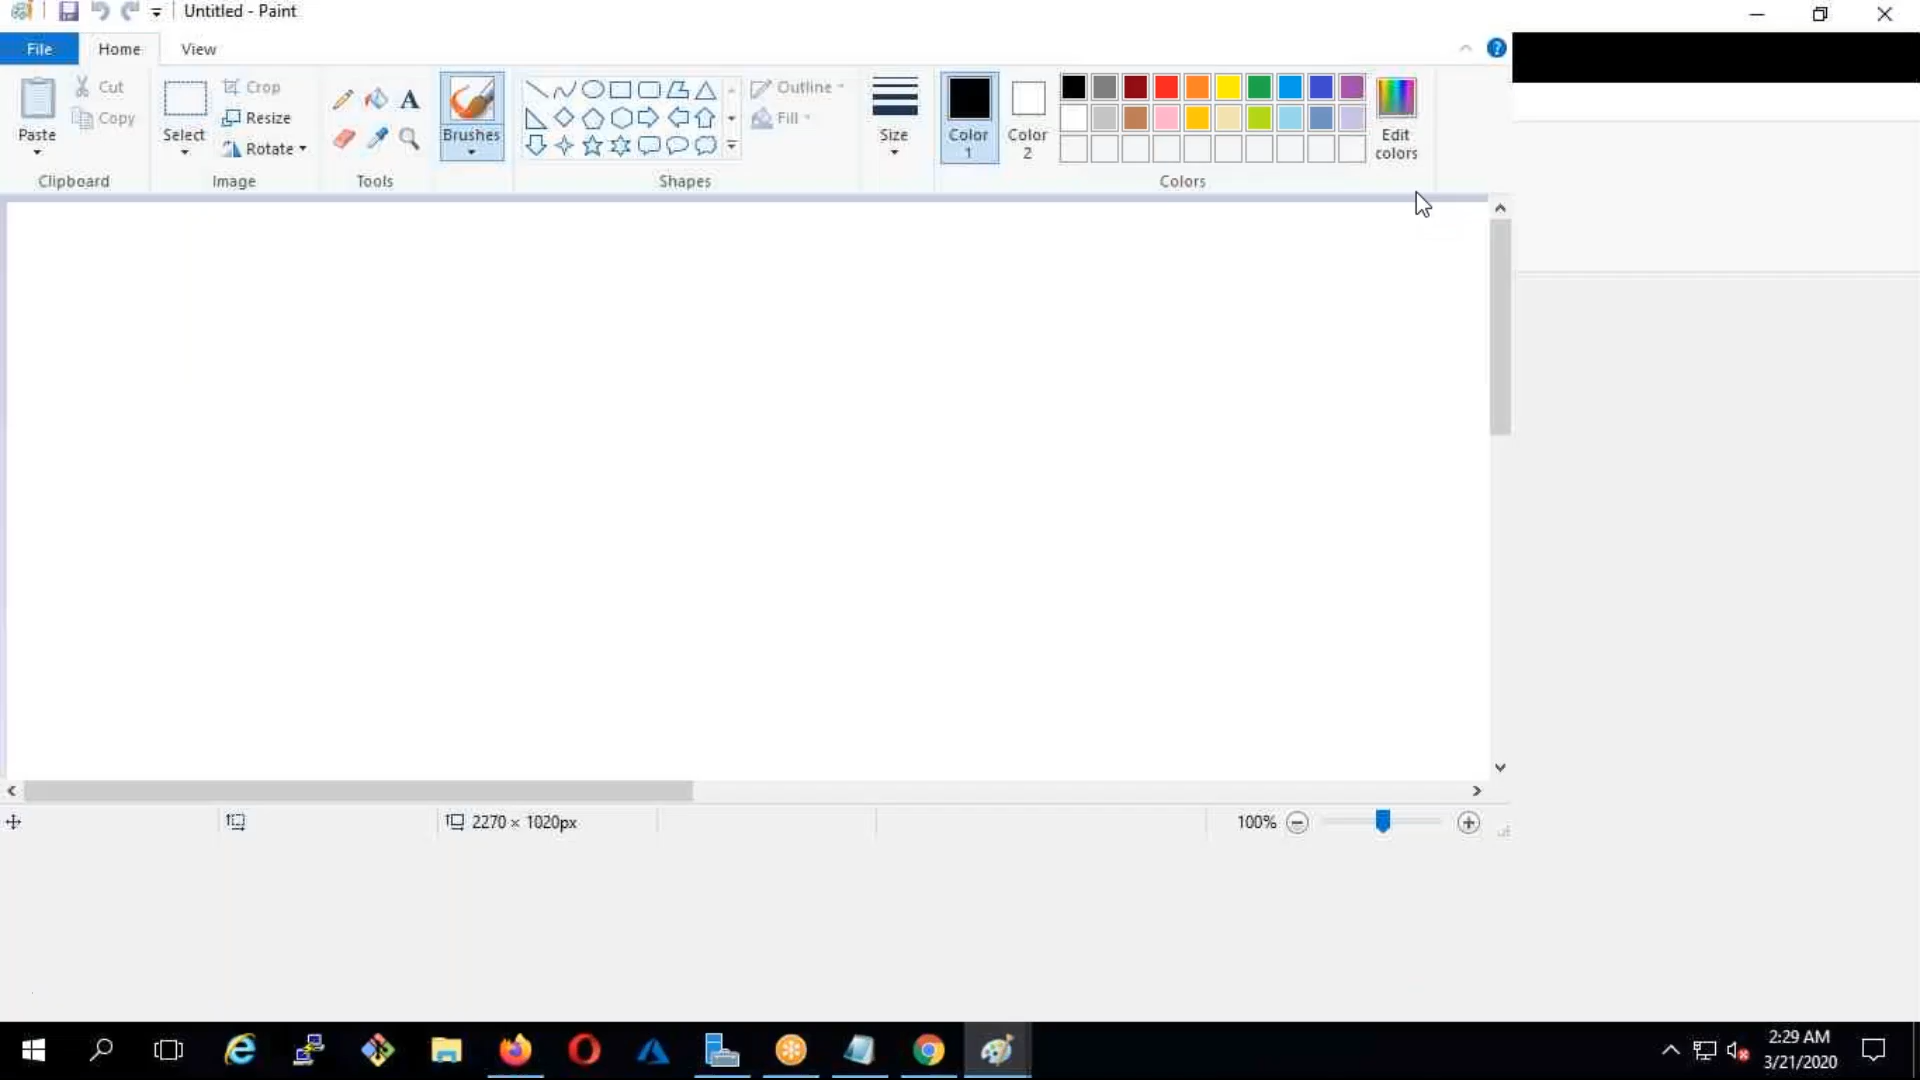 Untitled - Paint
File
Home
View
Paste
Cut
Copy
Clipboard
Select
Crop
Resize
Rotate
Image
A
Tools
Brushes
Shapes
Outline
Fill
Size
Color
1
Color
2
Edit
colors
Colors
2270 × 1020px
100%
2:29 AM
3/21/2020